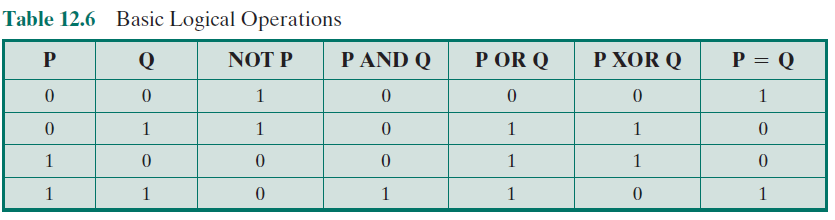 Table 12.6 Basic Logical Operations
P Q NOT P P AND Q P OR Q P XOR Q P = Q
0 0 1 0 0 0 1
0 1 1 0 1 1 0
1 0 0 0 1 1 0
1 1 0 1 1 0 1